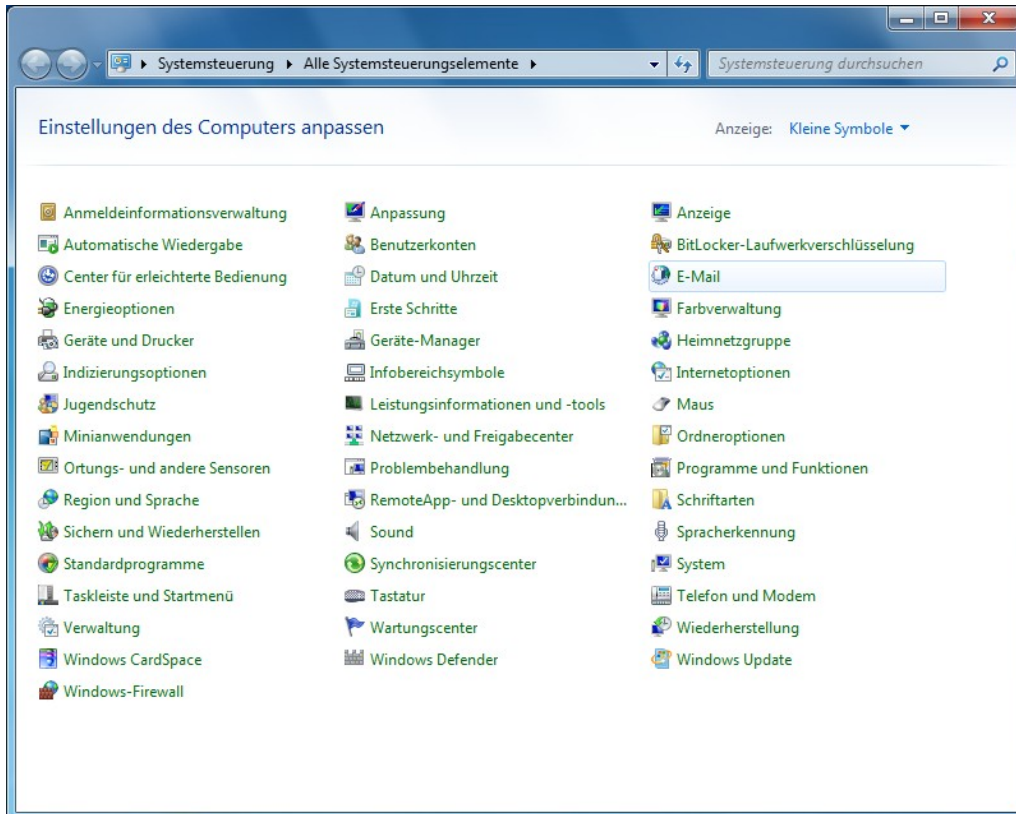 Systemsteuerung Alle Systemsteuerungselemente Systemsteuerung durchsuchen
Einstellungen des Computers anpassen Anzeige: Kleine Symbole
Anmeldeinformationsverwaltung Anpassung Anzeige
Automatische Wiedergabe Benutzerkonten BitLocker-Laufwerkverschlüsselung
Center für erleichterte Bedienung Datum und Uhrzeit E-Mail
Energieoptionen Erste Schritte Farbverwaltung
Geräte und Drucker Geräte-Manager Heimnetzgruppe
Indizierungsoptionen Infobereichsymbole Internetoptionen
Jugendschutz Leistungsinformationen und -tools Maus
Minianwendungen Netzwerk- und Freigabecenter Ordneroptionen
Ortungs- und andere Sensoren Problembehandlung Programme und Funktionen
Region und Sprache RemoteApp- und Desktopverbindun... Schriftarten
Sichern und Wiederherstellen Sound Spracherkennung
Standardprogramme Synchronisierungscenter System
Taskleiste und Startmenü Tastatur Telefon und Modem
Verwaltung Wartungscenter Wiederherstellung
Windows CardSpace Windows Defender Windows Update
Windows-Firewall